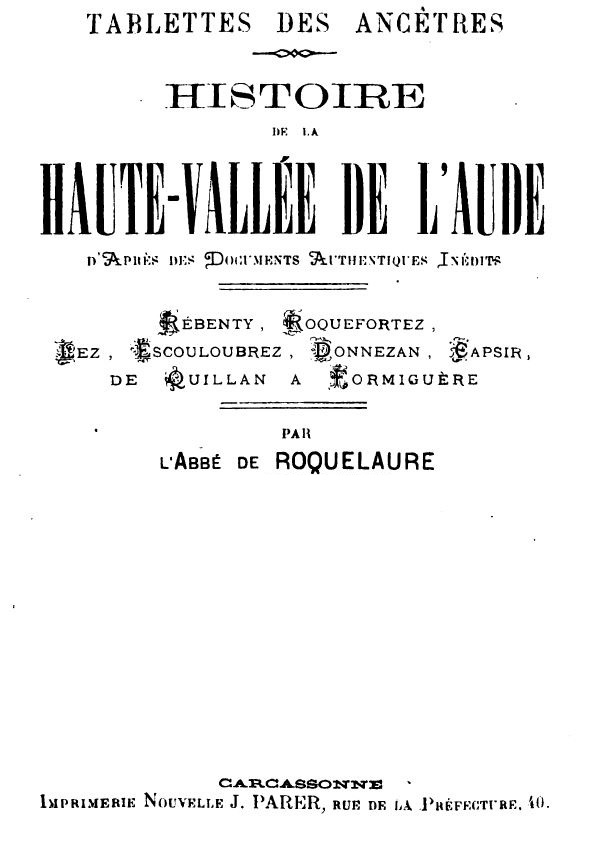 TABLETTES DES ANCÊTRES
HISTOIRE
DE LA
HAUTE-VALLÉE DE L'AUDE
D'APRÈS DES DOCUMENTS AUTHENTIQUES INÉDITS
RÉBENTY, ROQUEFORTEZ,
LEZ, ESCOULOUBREZ, DONNEZAN, CAPSIR,
DE QUILLAN A FORMIGUÈRE
PAR
L'ABBÉ DE ROQUELAURE
CARCASSONNE
IMPRIMERIE NOUVELLE J. PARER, RUE DE LA PRÉFECTURE, 40.